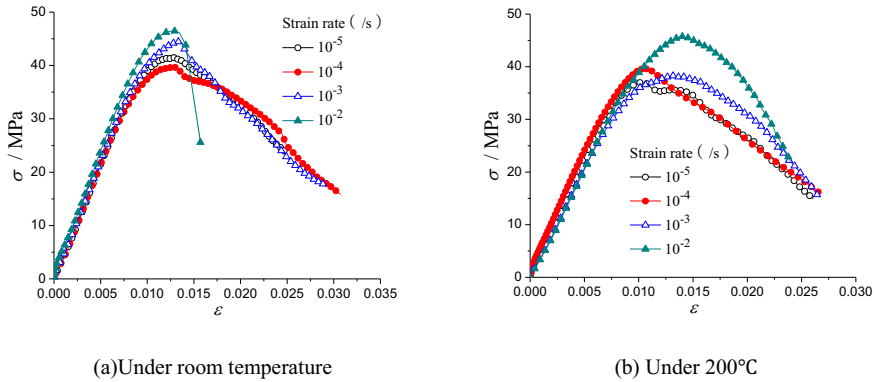 50
40
30
20
10
0
σ / MPa
0.000 0.005 0.010 0.015 0.020 0.025 0.030 0.035
ε
Strain rate ( /s)
10-5
10-4
10-3
10-2
(a)Under room temperature
50
40
30
20
10
0
σ / MPa
0.000 0.005 0.010 0.015 0.020 0.025 0.030
ε
Strain rate ( /s)
10-5
10-4
10-3
10-2
(b) Under 200℃